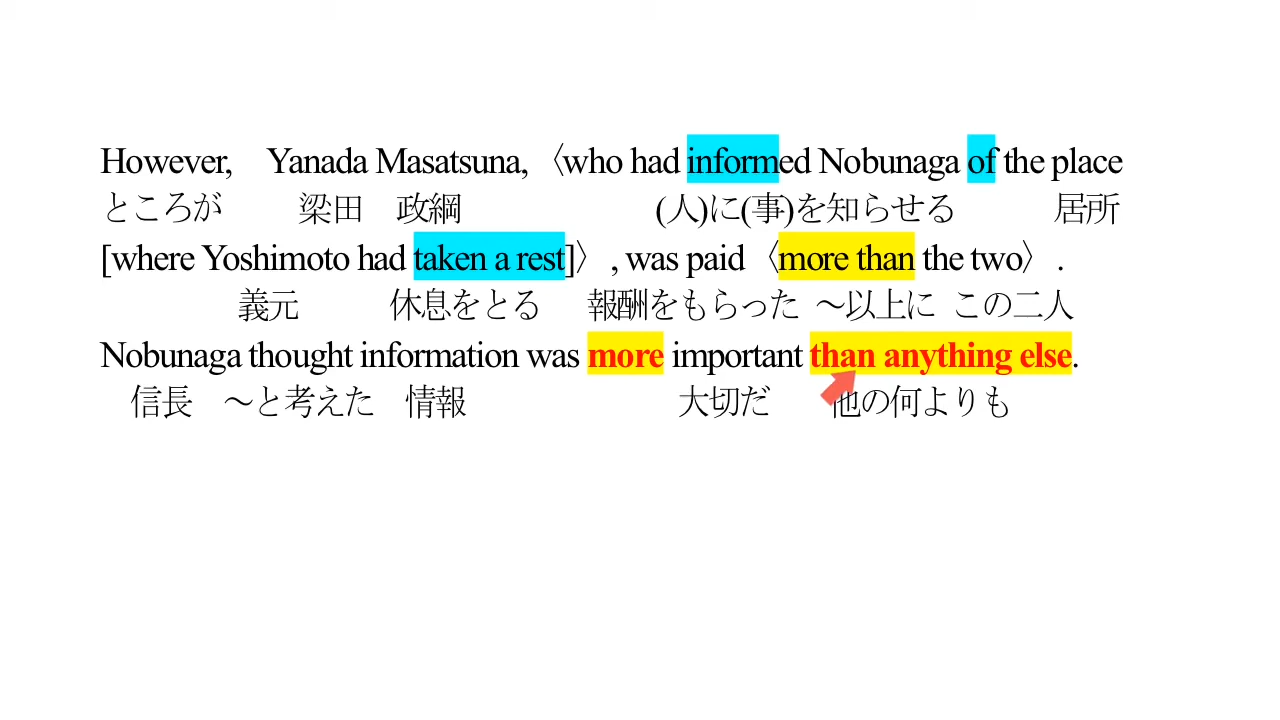 However, Yanada Masatsuna,〈who had informed Nobunaga of the place
ところが 梁田 政綱 (人)に(事)を知らせる 居所
[where Yoshimoto had taken a rest]〉, was paid〈more than the two〉.
義元 休息をとる 報酬をもらった ～以上に この二人
Nobunaga thought information was more important than anything else.
信長 ～と考えた 情報 大切だ 他の何よりも